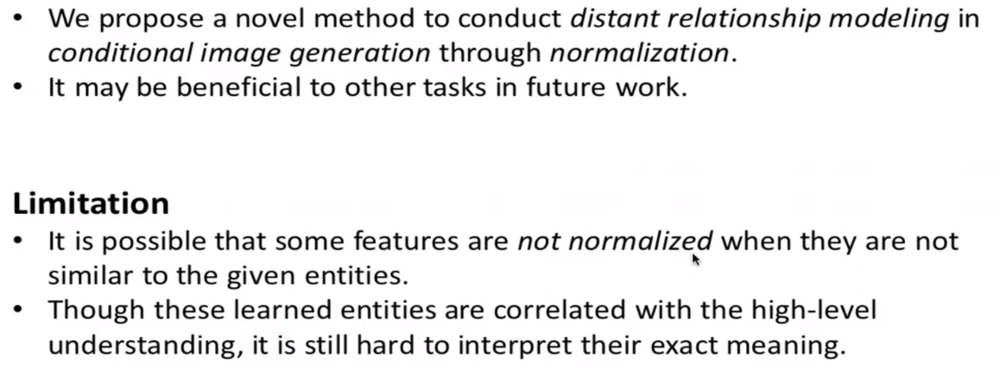 • We propose a novel method to conduct distant relationship modeling in
conditional image generation through normalization.
• It may be beneficial to other tasks in future work.
Limitation
• It is possible that some features are not normalized when they are not
similar to the given entities.
• Though these learned entities are correlated with the high-level
understanding, it is still hard to interpret their exact meaning.